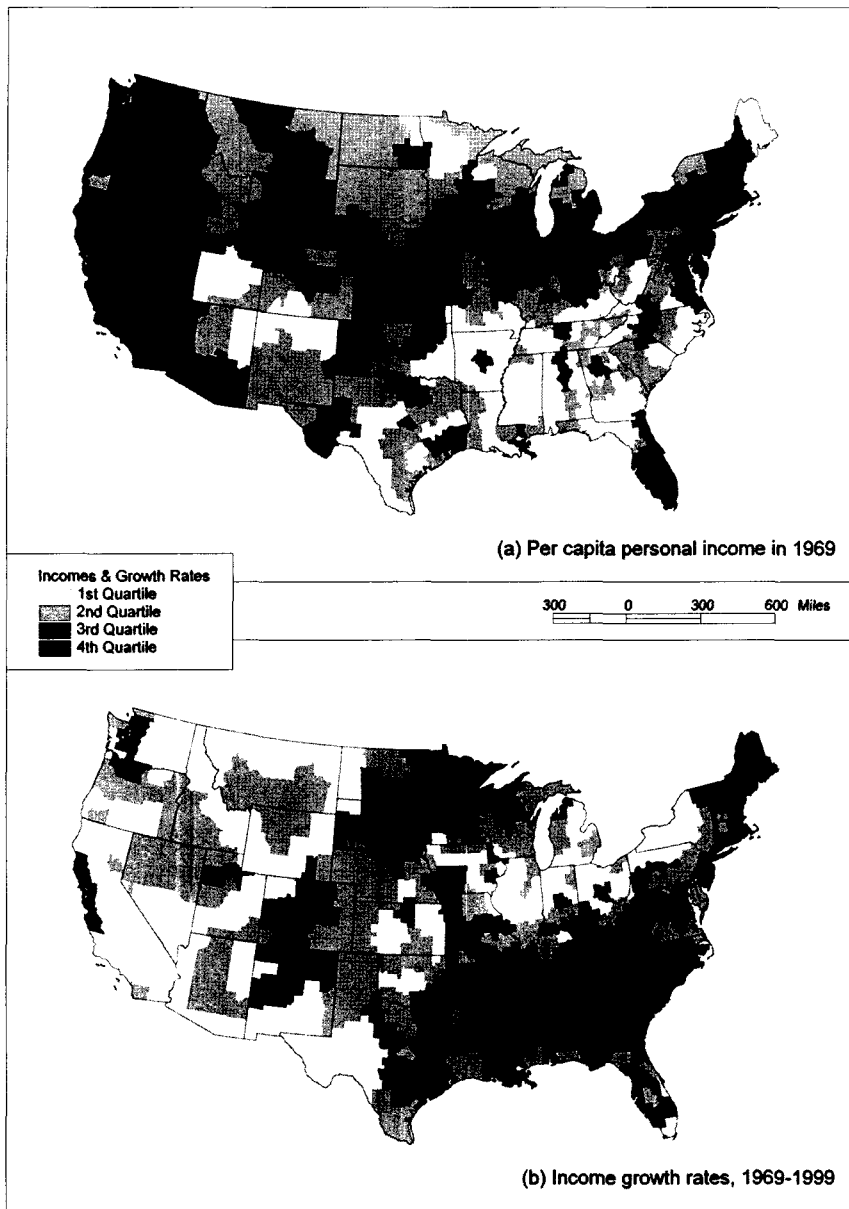 (a) Per capita personal income in 1969
Incomes & Growth Rates
1st Quartile
2nd Quartile
3rd Quartile
4th Quartile
300 0 300 600 Miles
(b) Income growth rates, 1969-1999